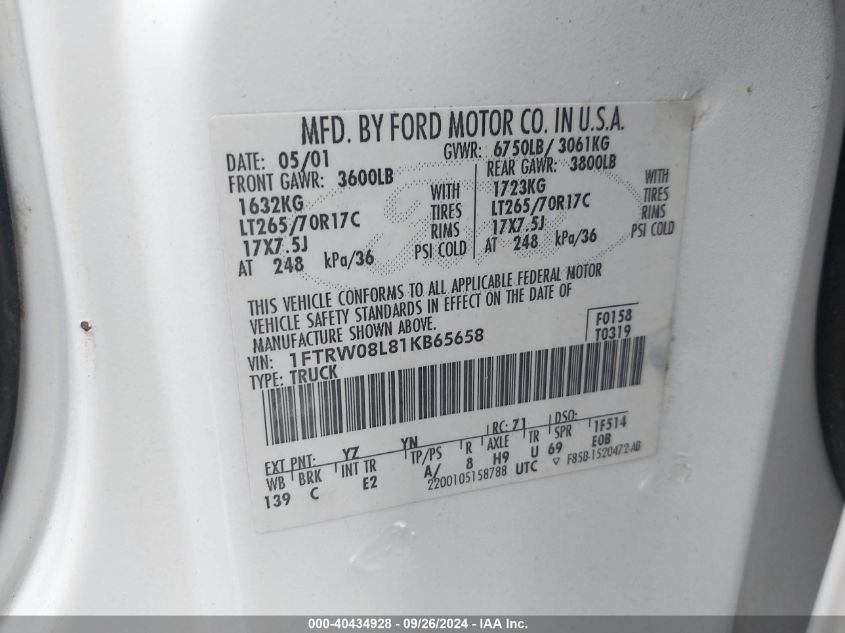 MFD. BY FORD MOTOR CO. IN U.S.A.
DATE: 05/01 GVWR: 6750LB/ 3061KG
FRONT GAWR: 3600LB REAR GAWR: 3800LB
1632KG WITH 1723KG WITH
LT265/70R17C TIRES LT265/70R17C TIRES
17X7.5J RIMS 17X7.5J RIMS
AT 248 kPa/36 PSI COLD AT 248 kPa/36 PSI COLD
THIS VEHICLE CONFORMS TO ALL APPLICABLE FEDERAL MOTOR
VEHICLE SAFETY STANDARDS IN EFFECT ON THE DATE OF
MANUFACTURE SHOWN ABOVE.
F0158
VIN: 1FTRW08L81KB65658 T0319
TYPE: TRUCK
EXT PNT: YZ YN RC: 71 DSO:
WB BRK INT TR TP/PS R AXLE TR SPR 1F514
139 C E2 A/ 8 H9 U 69 EOB
2200105158788 UTC ▽ F85B-1520472-AB
000-40434928 - 09/26/2024 - IAA Inc.